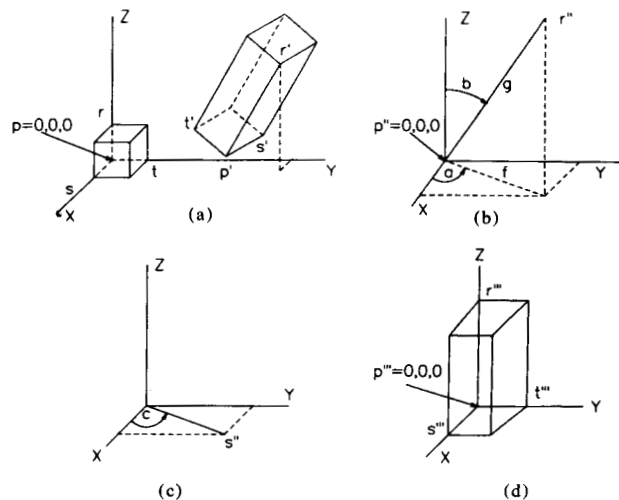 Z
r
p=0,0,0
s
X
t
Y
t'
r'
s'
p'
(a)
Z
r''
b
g
p''=0,0,0
a
f
Y
X
(b)
Z
Y
c
X
s''
(c)
Z
r'''
p'''=0,0,0
t'''
Y
s'''
X
(d)